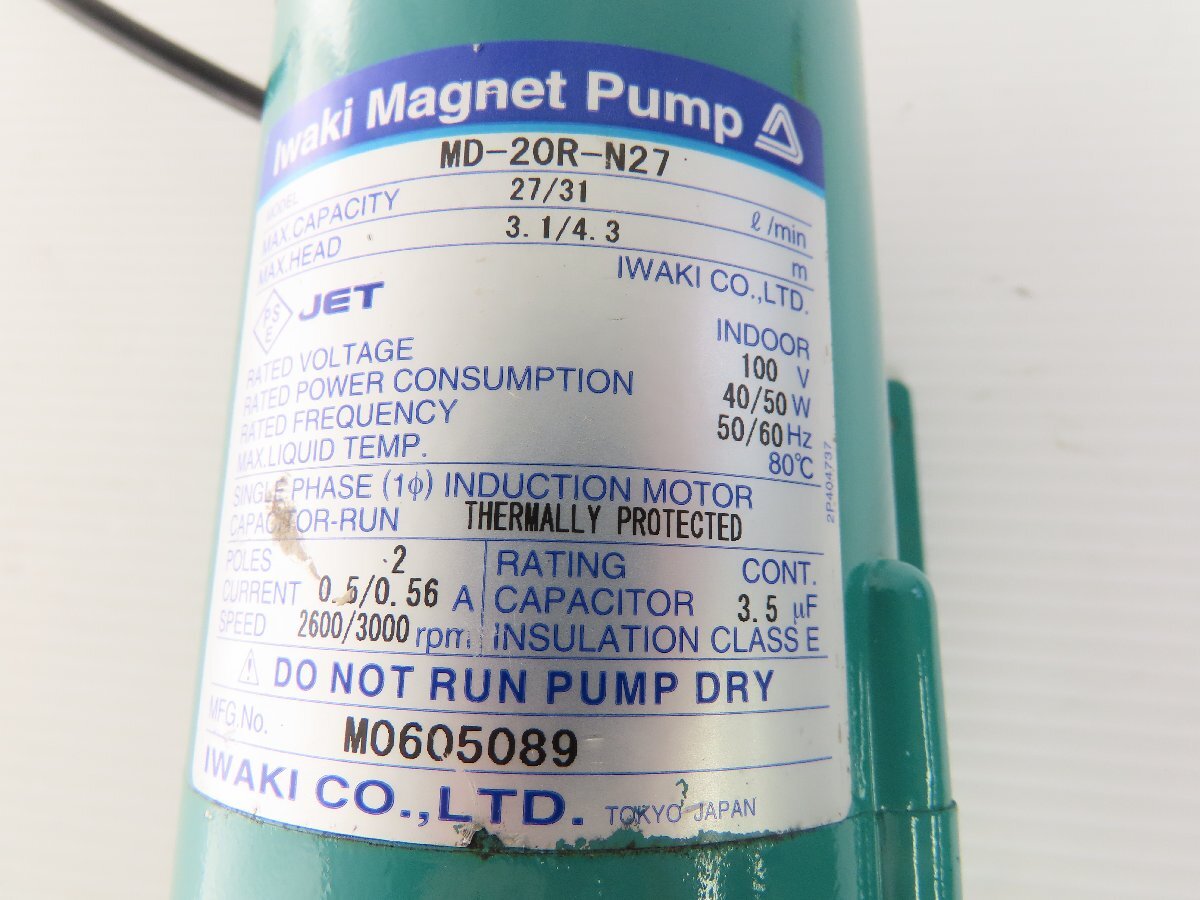 Iwaki Magnet Pump
MODEL MD-20R-N27
MAX.CAPACITY 27/31 ℓ/min
MAX.HEAD 3.1/4.3 m
IWAKI CO.,LTD.
PS E JET INDOOR
RATED VOLTAGE 100 V
RATED POWER CONSUMPTION 40/50 W
RATED FREQUENCY 50/60 Hz
MAX.LIQUID TEMP. 80℃
SINGLE PHASE (1ϕ) INDUCTION MOTOR
CAPACITOR-RUN THERMALLY PROTECTED
POLES 2 RATING CONT.
CURRENT 0.5/0.56 A CAPACITOR 3.5 μF
SPEED 2600/3000 rpm INSULATION CLASS E
DO NOT RUN PUMP DRY
MFG.No. M0605089
IWAKI CO.,LTD. TOKYO JAPAN
2P.404737